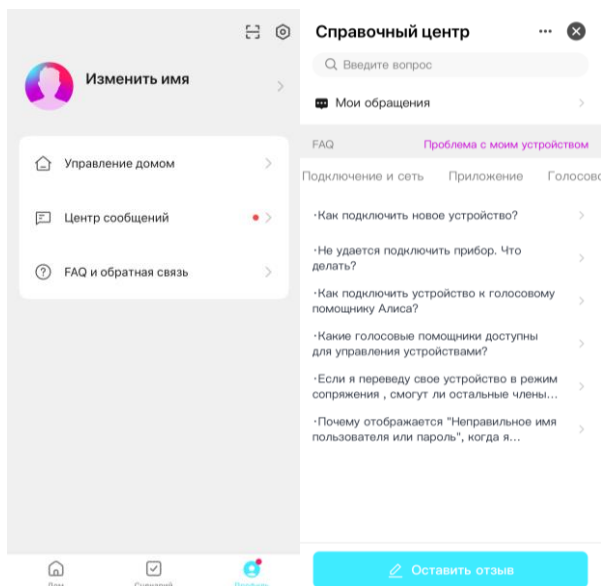 Изменить имя
Управление домом
Центр сообщений
FAQ и обратная связь
Дом
Сценарий
Профиль
Справочный центр
Введите вопрос
Мои обращения
FAQ
Проблема с моим устройством
Подключение и сеть
Приложение
Голосово
·Как подключить новое устройство?
·Не удается подключить прибор. Что
делать?
·Как подключить устройство к голосовому
помощнику Алиса?
·Какие голосовые помощники доступны
для управления устройствами?
·Если я переведу свое устройство в режим
сопряжения , смогут ли остальные члены...
·Почему отображается "Неправильное имя
пользователя или пароль", когда я...
Оставить отзыв